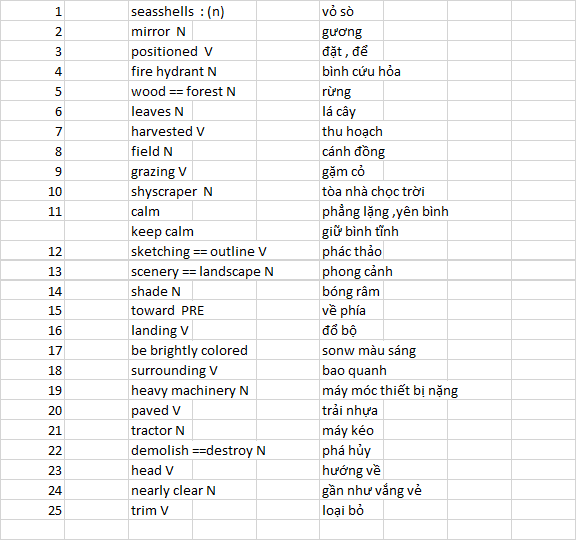 1 seasshells : (n) vỏ sò
2 mirror N gương
3 positioned V đặt , để
4 fire hydrant N bình cứu hỏa
5 wood == forest N rừng
6 leaves N lá cây
7 harvested V thu hoạch
8 field N cánh đồng
9 grazing V gặm cỏ
10 shyscraper N tòa nhà chọc trời
11 calm phẳng lặng ,yên bình
keep calm giữ bình tĩnh
12 sketching == outline V phác thảo
13 scenery == landscape N phong cảnh
14 shade N bóng râm
15 toward PRE về phía
16 landing V đổ bộ
17 be brightly colored sonw màu sáng
18 surrounding V bao quanh
19 heavy machinery N máy móc thiết bị nặng
20 paved V trải nhựa
21 tractor N máy kéo
22 demolish ==destroy N phá hủy
23 head V hướng về
24 nearly clear N gần như vắng vẻ
25 trim V loại bỏ